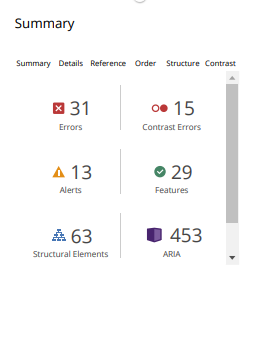 Summary
Summary Details Reference Order Structure Contrast
31 15
Errors Contrast Errors
13 29
Alerts Features
63 453
Structural Elements ARIA